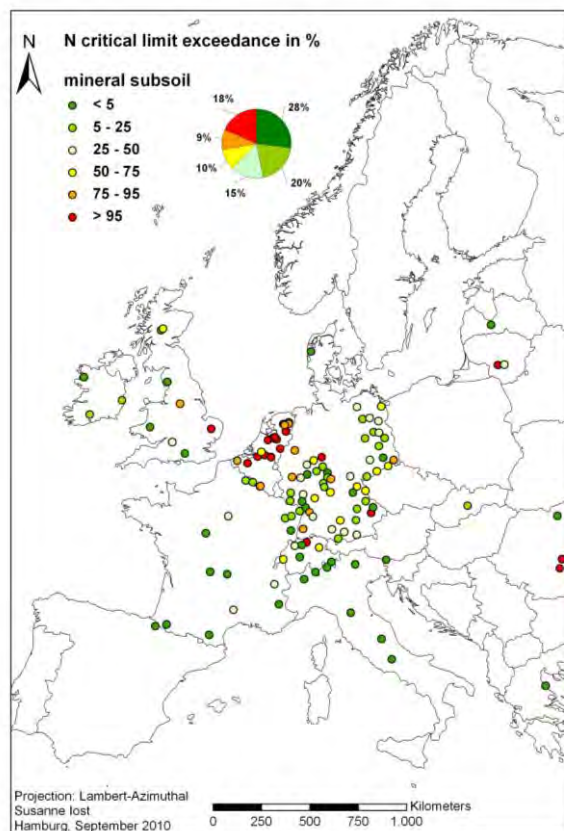 N
N critical limit exceedance in %
mineral subsoil
< 5
5 - 25
25 - 50
50 - 75
75 - 95
> 95
18%
28%
9%
10%
15%
20%
Projection: Lambert-Azimuthal
Susanne Iost
Hamburg, September 2010
Kilometers
0 250 500 750 1.000